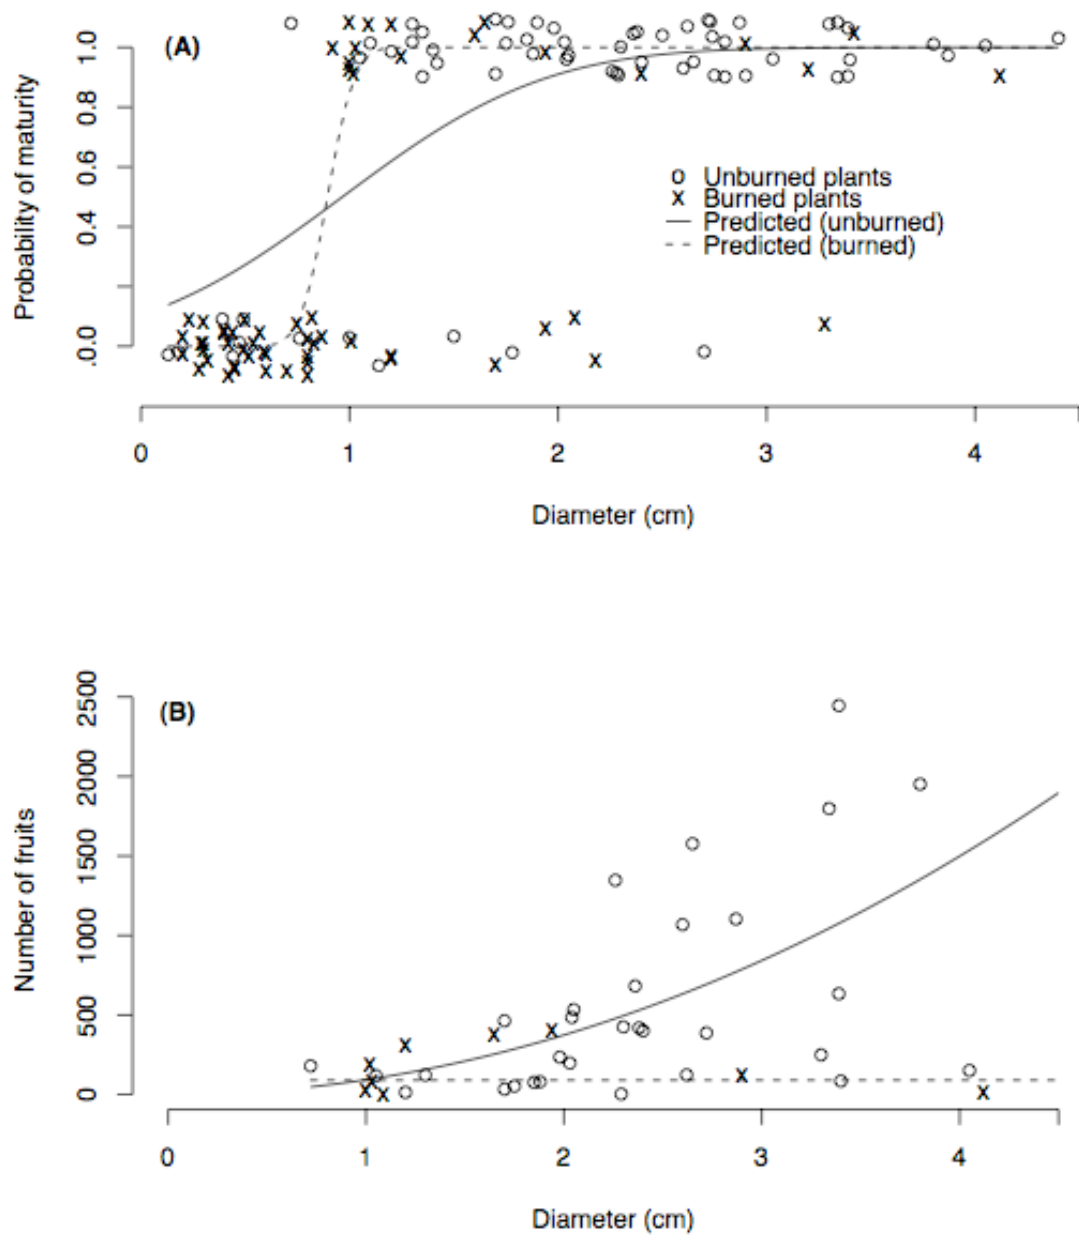 (A)
Probability of maturity
0.0 0.4 0.6 0.8 1.0
o Unburned plants
x Burned plants
— Predicted (unburned)
-- Predicted (burned)
0 1 2 3 4
Diameter (cm)
(B)
Number of fruits
0 500 1000 1500 2000 2500
0 1 2 3 4
Diameter (cm)